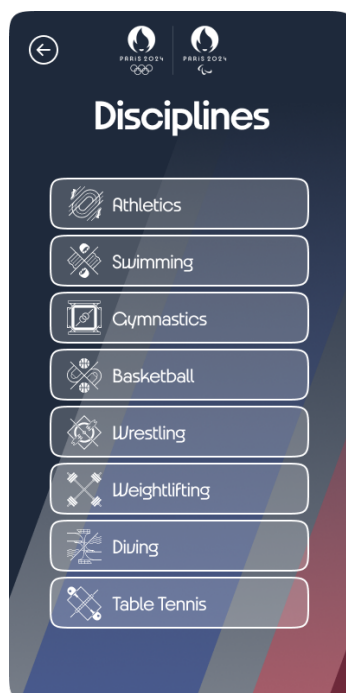 PARIS 2024 PARIS 2024
Disciplines
Athletics
Swimming
Gymnastics
Basketball
Wrestling
Weightlifting
Diving
Table Tennis